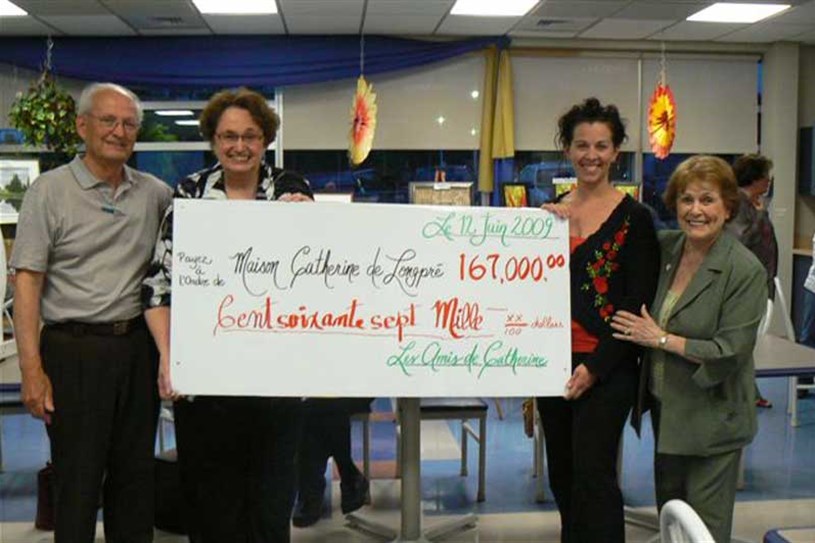 Le 12 Juin 2009
Payez à l'Ordre de Maison Catherine de Longpré 167,000.00
Cent soixante sept Mille xx/100 dollars
Les Amis de Catherine